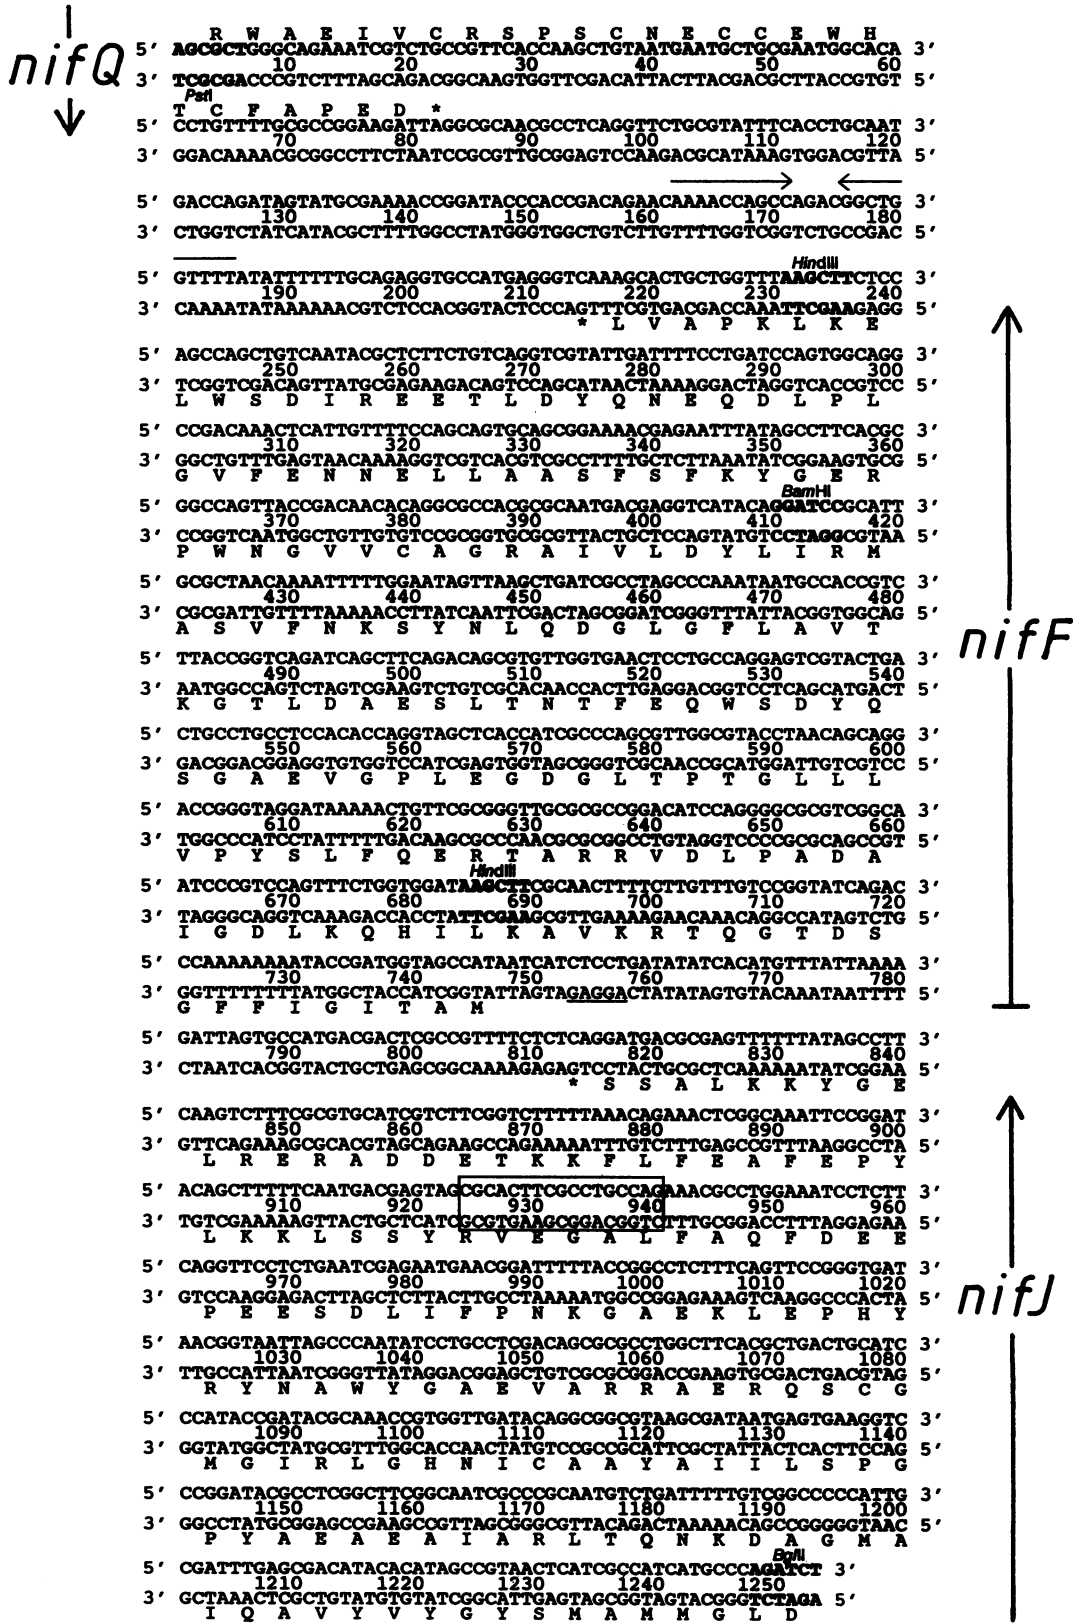 nifQ
R W A E I V C R S P S C N E C C E W H
5' AGCGCTGGGCAGAAATCGTCTGCCGTTCACCAAGCTGTAATGAATGCTGCGAATGGCACA 3'
10 20 30 40 50 60
3' TCGCGACCCGTCTTTAGCAGACGGCAAGTGGTTCGACATTACTTACGACGCTTACCGTGT 5'
PstI
T C F A P E D *
5' CCTGTTTTGCGCCGGAAGATTAGGCGCAACGCCTCAGGTTCTGCGTATTTCACCTGCAAT 3'
70 80 90 100 110 120
3' GGACAAAACGCGGCCTTCTAATCCGCGTTGCGGAGTCCAAGACGCATAAAGTGGACGTTA 5'
5' GACCAGATAGTATGCGAAAACCGGATACCCACCGACAGAACAAAACCAGCCAGACGGCTG 3'
130 140 150 160 170 180
3' CTGGTCTATCATACGCTTTTGGCCTATGGGTGGCTGTCTTGTTTTGGTCGGTCTGCCGAC 5'
HindIII
5' GTTTTATATTTTTTGCAGAGGTGCCATGAGGGTCAAAGCACTGCTGGTTTAAGCTTCTCC 3'
190 200 210 220 230 240
3' CAAAATATAAAAAACGTCTCCACGGTACTCCCAGTTTCGTGACGACCAAATTCGAAGAGG 5'
* L V A P K L K E
5' AGCCAGCTGTCAATACGCTCTTCTGTCAGGTCGTATTGATTTTCCTGATCCAGTGGCAGG 3'
250 260 270 280 290 300
3' TCGGTCGACAGTTATGCGAGAAGACAGTCCAGCATAACTAAAAGGACTAGGTCACCGTCC 5'
L W S D I R E E T L D Y Q N E Q D L P L
5' CCGACAAACTCATTGTTTTCCAGCAGTGCAGCGGAAAACGAGAATTTATAGCCTTCACGC 3'
310 320 330 340 350 360
3' GGCTGTTTGAGTAACAAAAGGTCGTCACGTCGCCTTTTGCTCTTAAATATCGGAAGTGCG 5'
G V F E N N E L L A A S F S F K Y G E R
BamHI
5' GGCCAGTTACCGACAACACAGGCGCCACGCGCAATGACGAGGTCATACAGGATCCGCATT 3'
370 380 390 400 410 420
3' CCGGTCAATGGCTGTTGTGTCCGCGGTGCGCGTTACTGCTCCAGTATGTCCTAGGCGTAA 5'
P W N G V V C A G R A I V L D Y L I R M
5' GCGCTAACAAAATTTTTGGAATAGTTAAGCTGATCGCCTAGCCCAAATAATGCCACCGTC 3'
430 440 450 460 470 480
3' CGCGATTGTTTTAAAAACCTTATCAATTCGACTAGCGGATCGGGTTTATTACGGTGGCAG 5'
A S V F N K S Y N L Q D G L G F L A V T
5' TTACCGGTCAGATCAGCTTCAGACAGCGTGTTGGTGAACTCCTGCCAGGAGTCGTACTGA 3'
490 500 510 520 530 540
3' AATGGCCAGTCTAGTCGAAGTCTGTCGCACAACCACTTGAGGACGGTCCTCAGCATGACT 5'
K G T L D A E S L T N T F E Q W S D Y Q
5' CTGCCTGCCTCCACACCAGGTAGCTCACCATCGCCCAGCGTTGGCGTACCTAACAGCAGG 3'
550 560 570 580 590 600
3' GACGGACGGAGGTGTGGTCCATCGAGTGGTAGCGGGTCGCAACCGCATGGATTGTCGTCC 5'
S G A E V G P L E G D G L T P T G L L L
5' ACCGGGTAGGATAAAAACTGTTCGCGGGTTGCGCGCCGGACATCCAGGGGCGCGTCGGCA 3'
610 620 630 640 650 660
3' TGGCCCATCCTATTTTTGACAAGCGCCCAACGCGCGGCCTGTAGGTCCCCGCGCAGCCGT 5'
V P Y S L F Q E R T A R R V D L P A D A
HindIII
5' ATCCCGTCCAGTTTCTGGTGGATAAGCTTCGCAACTTTTCTTGTTTGTCCGGTATCAGAC 3'
670 680 690 700 710 720
3' TAGGGCAGGTCAAAGACCACCTATTCGAAGCGTTGAAAAGAACAAACAGGCCATAGTCTG 5'
I G D L K Q H I L K A V K R T Q G T D S
5' CCAAAAAAAATACCGATGGTAGCCATAATCATCTCCTGATATATCACATGTTTATTAAAA 3'
730 740 750 760 770 780
3' GGTTTTTTTTATGGCTACCATCGGTATTAGTAGAGGACTATATAGTGTACAAATAATTTT 5'
G F F I G I T A M
5' GATTAGTGCCATGACGACTCGCCGTTTTCTCTCAGGATGACGCGAGTTTTTTATAGCCTT 3'
790 800 810 820 830 840
3' CTAATCACGGTACTGCTGAGCGGCAAAAGAGAGTCCTACTGCGCTCAAAAAATATCGGAA 5'
* S S A L K K Y G E
5' CAAGTCTTTCGCGTGCATCGTCTTCGGTCTTTTTAAACAGAAACTCGGCAAATTCCGGAT 3'
850 860 870 880 890 900
3' GTTCAGAAAGCGCACGTAGCAGAAGCCAGAAAAATTTGTCTTTGAGCCGTTTAAGGCCTA 5'
L R E R A D D E T K K F L F E A F E P Y
5' ACAGCTTTTTCAATGACGAGTAGCGCACTTCGCCTGCCAGAAACGCCTGGAAATCCTCTT 3'
910 920 930 940 950 960
3' TGTCGAAAAAGTTACTGCTCATCGCGTGAAGCGGACGGTCTTTGCGGACCTTTAGGAGAA 5'
L K K L S S Y R V E G A L F A Q F D E E
5' CAGGTTCCTCTGAATCGAGAATGAACGGATTTTTACCGGCCTCTTTCAGTTCCGGGTGAT 3'
970 980 990 1000 1010 1020
3' GTCCAAGGAGACTTAGCTCTTACTTGCCTAAAAATGGCCGGAGAAAGTCAAGGCCCACTA 5'
P E E S D L I F P N K G A E K L E P H Y
5' AACGGTAATTAGCCCAATATCCTGCCTCGACAGCGCGCCTGGCTTCACGCTGACTGCATC 3'
1030 1040 1050 1060 1070 1080
3' TTGCCATTAATCGGGTTATAGGACGGAGCTGTCGCGCGGACCGAAGTGCGACTGACGTAG 5'
R Y N A W Y G A E V A R R A E R Q S C G
5' CCATACCGATACGCAAACCGTGGTTGATACAGGCGGCGTAAGCGATAATGAGTGAAGGTC 3'
1090 1100 1110 1120 1130 1140
3' GGTATGGCTATGCGTTTGGCACCAACTATGTCCGCCGCATTCGCTATTACTCACTTCCAG 5'
M G I R L G H N I C A A Y A I I L S P G
5' CCGGATACGCCTCGGCTTCGGCAATCGCCCGCAATGTCTGATTTTTGTCGGCCCCCATTG 3'
1150 1160 1170 1180 1190 1200
3' GGCCTATGCGGAGCCGAAGCCGTTAGCGGGCGTTACAGACTAAAAACAGCCGGGGGTAAC 5'
P Y A E A E A I A R L T Q N K D A G M A
BglII
5' CGATTTGAGCGACATACACATAGCCGTAACTCATCGCCATCATGCCCAGATCT 3'
1210 1220 1230 1240 1250
3' GCTAAACTCGCTGTATGTGTATCGGCATTGAGTAGCGGTAGTACGGGTCTAGA 5'
I Q A V Y V Y G Y S M A M M G L D
nifF
nifJ